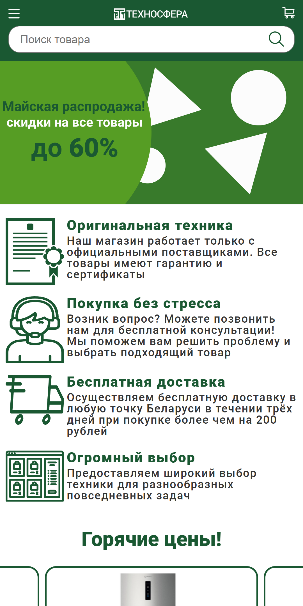 ТЕХНОСФЕРА
Поиск товара
Майская распродажа!
скидки на все товары
до 60%
Оригинальная техника
Наш магазин работает только с
официальными поставщиками. Все
товары имеют гарантию и
сертификаты
Покупка без стресса
Возник вопрос? Можете позвонить
нам для бесплатной консультации!
Мы поможем вам решить проблему и
выбрать подходящий товар
Бесплатная доставка
Осуществляем бесплатную доставку в
любую точку Беларуси в течении трёх
дней при покупке более чем на 200
рублей
Огромный выбор
Предоставляем широкий выбор
техники для разнообразных
повседневных задач
Горячие цены!